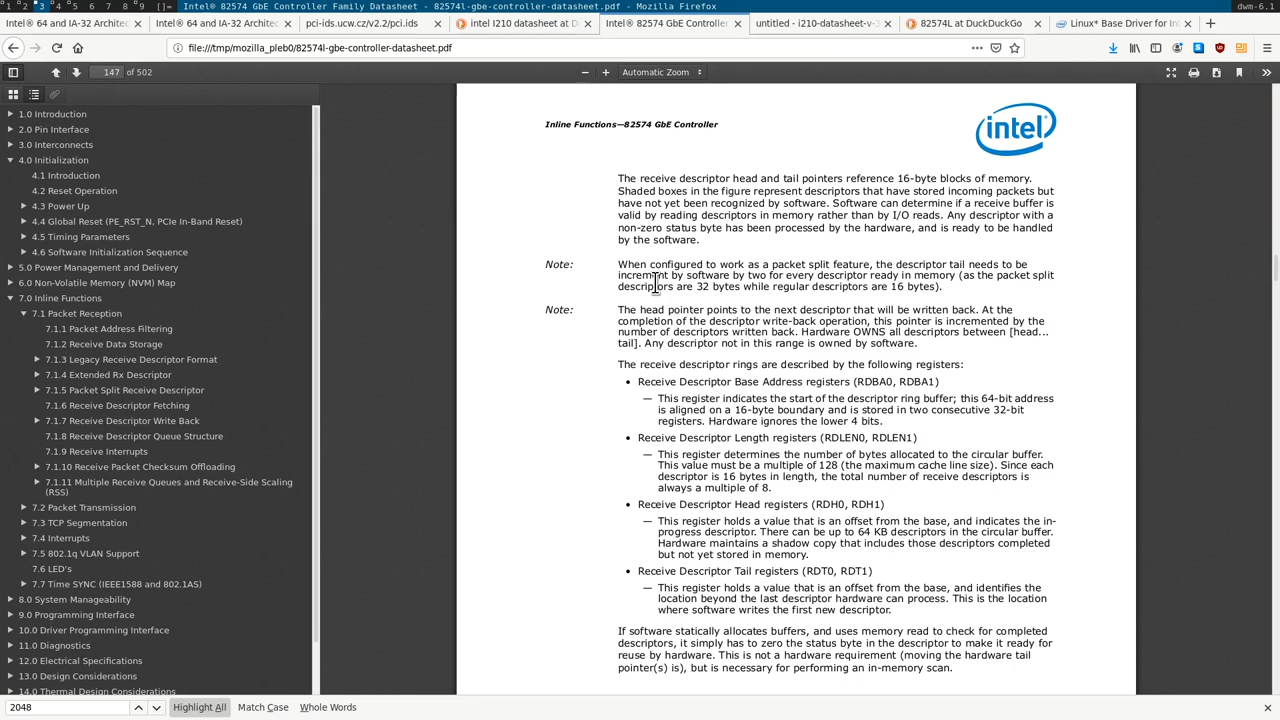 1 2 3 4 5 6 7 8 9 []= Intel® 82574 GbE Controller Family Datasheet - 82574l-gbe-controller-datasheet.pdf - Mozilla Firefox dwm-6.1
Intel® 64 and IA-32 Architec Intel® 64 and IA-32 Architec pci-ids.ucw.cz/v2.2/pci.ids intel I210 datasheet at D Intel® 82574 GbE Controlle untitled - i210-datasheet-v-3 82574L at DuckDuckGo Linux* Base Driver for Int
file:///tmp/mozilla_pleb0/82574l-gbe-controller-datasheet.pdf
147 of 502 Automatic Zoom
1.0 Introduction
2.0 Pin Interface
3.0 Interconnects
4.0 Initialization
4.1 Introduction
4.2 Reset Operation
4.3 Power Up
4.4 Global Reset (PE_RST_N, PCIe In-Band Reset)
4.5 Timing Parameters
4.6 Software Initialization Sequence
5.0 Power Management and Delivery
6.0 Non-Volatile Memory (NVM) Map
7.0 Inline Functions
7.1 Packet Reception
7.1.1 Packet Address Filtering
7.1.2 Receive Data Storage
7.1.3 Legacy Receive Descriptor Format
7.1.4 Extended Rx Descriptor
7.1.5 Packet Split Receive Descriptor
7.1.6 Receive Descriptor Fetching
7.1.7 Receive Descriptor Write Back
7.1.8 Receive Descriptor Queue Structure
7.1.9 Receive Interrupts
7.1.10 Receive Packet Checksum Offloading
7.1.11 Multiple Receive Queues and Receive-Side Scaling
(RSS)
7.2 Packet Transmission
7.3 TCP Segmentation
7.4 Interrupts
7.5 802.1q VLAN Support
7.6 LED's
7.7 Time SYNC (IEEE1588 and 802.1AS)
8.0 System Manageability
9.0 Programming Interface
10.0 Driver Programming Interface
11.0 Diagnostics
12.0 Electrical Specifications
13.0 Design Considerations
14.0 Thermal Design Considerations
Inline Functions—82574 GbE Controller
intel
The receive descriptor head and tail pointers reference 16-byte blocks of memory.
Shaded boxes in the figure represent descriptors that have stored incoming packets but
have not yet been recognized by software. Software can determine if a receive buffer is
valid by reading descriptors in memory rather than by I/O reads. Any descriptor with a
non-zero status byte has been processed by the hardware, and is ready to be handled
by the software.
Note: When configured to work as a packet split feature, the descriptor tail needs to be
increment by software by two for every descriptor ready in memory (as the packet split
descriptors are 32 bytes while regular descriptors are 16 bytes).
Note: The head pointer points to the next descriptor that will be written back. At the
completion of the descriptor write-back operation, this pointer is incremented by the
number of descriptors written back. Hardware OWNS all descriptors between [head...
tail]. Any descriptor not in this range is owned by software.
The receive descriptor rings are described by the following registers:
• Receive Descriptor Base Address registers (RDBA0, RDBA1)
— This register indicates the start of the descriptor ring buffer; this 64-bit address
is aligned on a 16-byte boundary and is stored in two consecutive 32-bit
registers. Hardware ignores the lower 4 bits.
• Receive Descriptor Length registers (RDLEN0, RDLEN1)
— This register determines the number of bytes allocated to the circular buffer.
This value must be a multiple of 128 (the maximum cache line size). Since each
descriptor is 16 bytes in length, the total number of receive descriptors is
always a multiple of 8.
• Receive Descriptor Head registers (RDH0, RDH1)
— This register holds a value that is an offset from the base, and indicates the in-
progress descriptor. There can be up to 64 KB descriptors in the circular buffer.
Hardware maintains a shadow copy that includes those descriptors completed
but not yet stored in memory.
• Receive Descriptor Tail registers (RDT0, RDT1)
— This register holds a value that is an offset from the base, and identifies the
location beyond the last descriptor hardware can process. This is the location
where software writes the first new descriptor.
If software statically allocates buffers, and uses memory read to check for completed
descriptors, it simply has to zero the status byte in the descriptor to make it ready for
reuse by hardware. This is not a hardware requirement (moving the hardware tail
pointer(s) is), but is necessary for performing an in-memory scan.
2048 Highlight All Match Case Whole Words